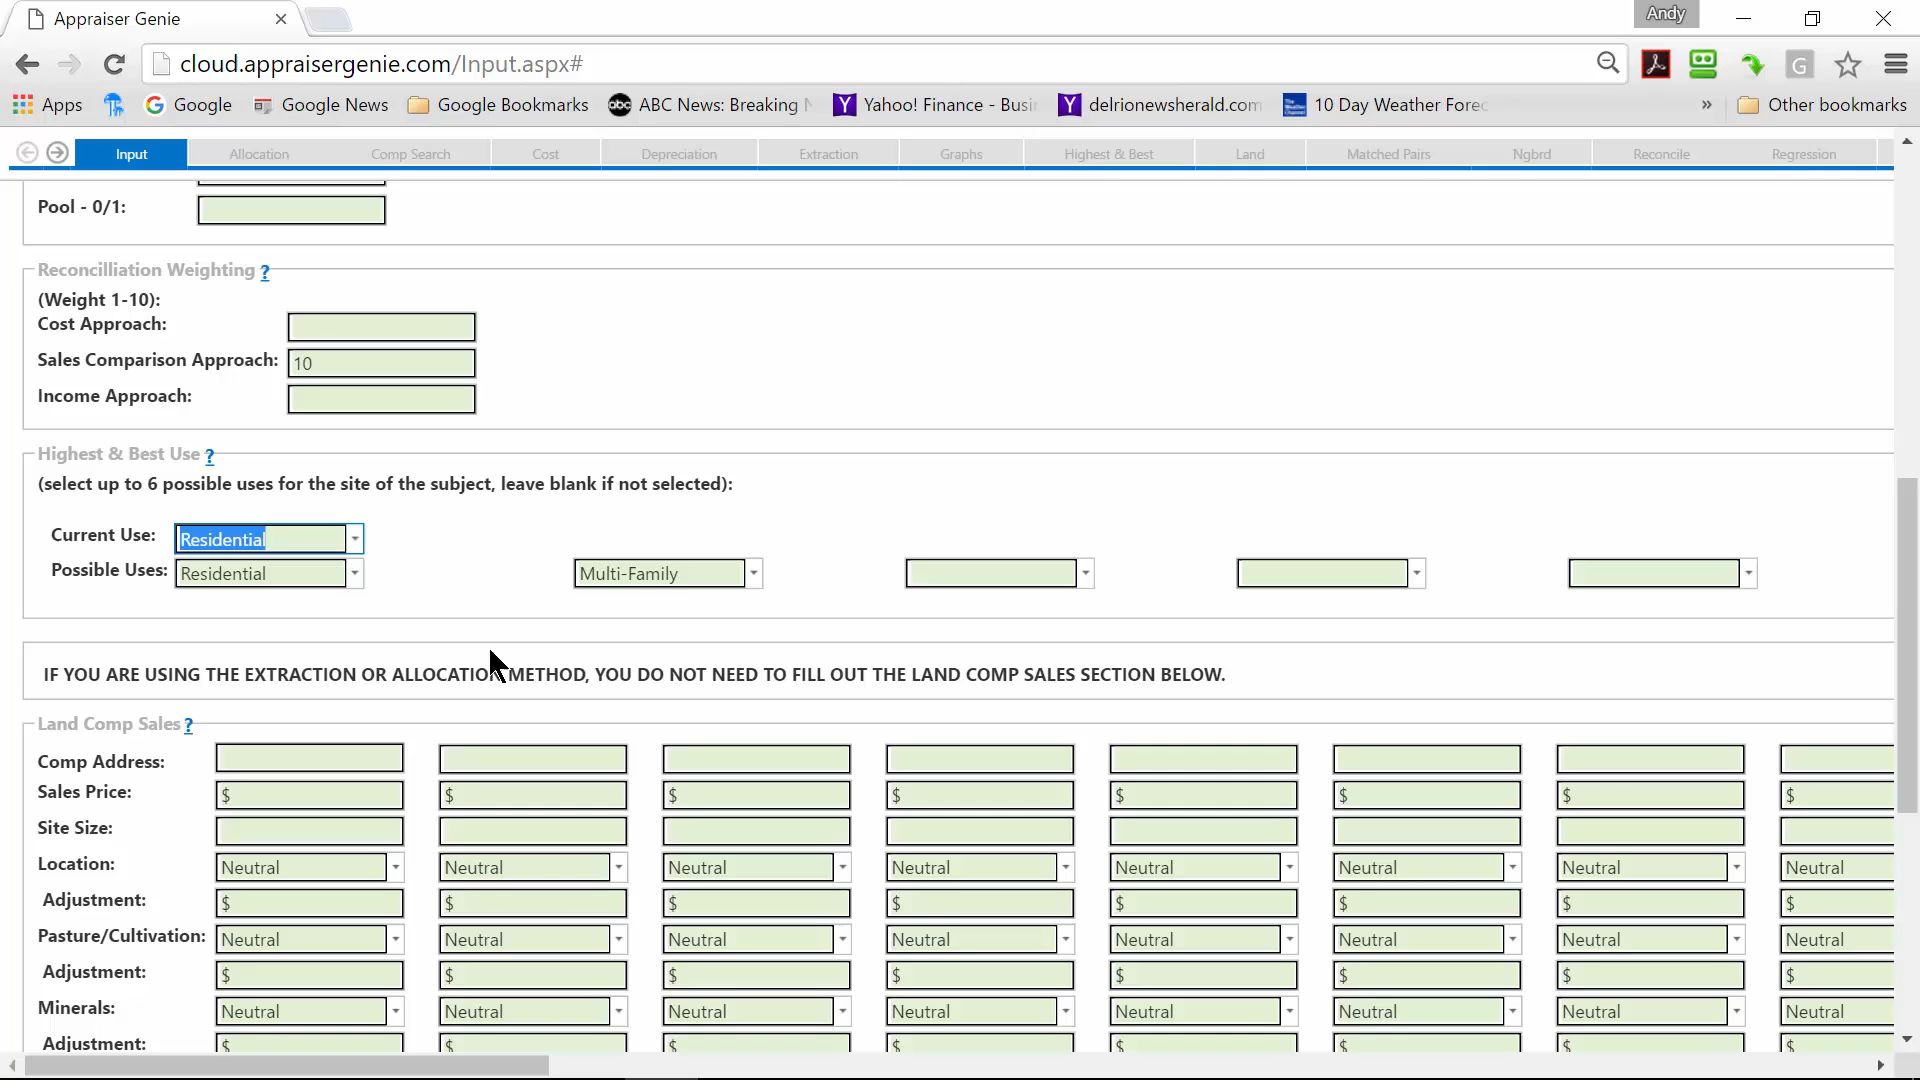 Appraiser Genie
Andy
cloud.appraisergenie.com/Input.aspx#
Apps
Google
Google News
Google Bookmarks
abc
ABC News: Breaking
Yahoo! Finance - Busi
delrionewsherald.com
10 Day Weather Forec
»
Other bookmarks
Input Allocation Comp Search Cost Depreciation Extraction Graphs Highest & Best Land Matched Pairs Ngbrd Reconcile Regression
Pool - 0/1:
Reconcilliation Weighting ?
(Weight 1-10):
Cost Approach:
Sales Comparison Approach: 10
Income Approach:
Highest & Best Use ?
(select up to 6 possible uses for the site of the subject, leave blank if not selected):
Current Use: Residential
Possible Uses: Residential Multi-Family
IF YOU ARE USING THE EXTRACTION OR ALLOCATION METHOD, YOU DO NOT NEED TO FILL OUT THE LAND COMP SALES SECTION BELOW.
Land Comp Sales ?
Comp Address:
Sales Price: $ $ $ $ $ $ $ $
Site Size:
Location: Neutral Neutral Neutral Neutral Neutral Neutral Neutral Neutral
Adjustment: $ $ $ $ $ $ $ $
Pasture/Cultivation: Neutral Neutral Neutral Neutral Neutral Neutral Neutral Neutral
Adjustment: $ $ $ $ $ $ $ $
Minerals: Neutral Neutral Neutral Neutral Neutral Neutral Neutral Neutral
Adjustment: $ $ $ $ $ $ $ $